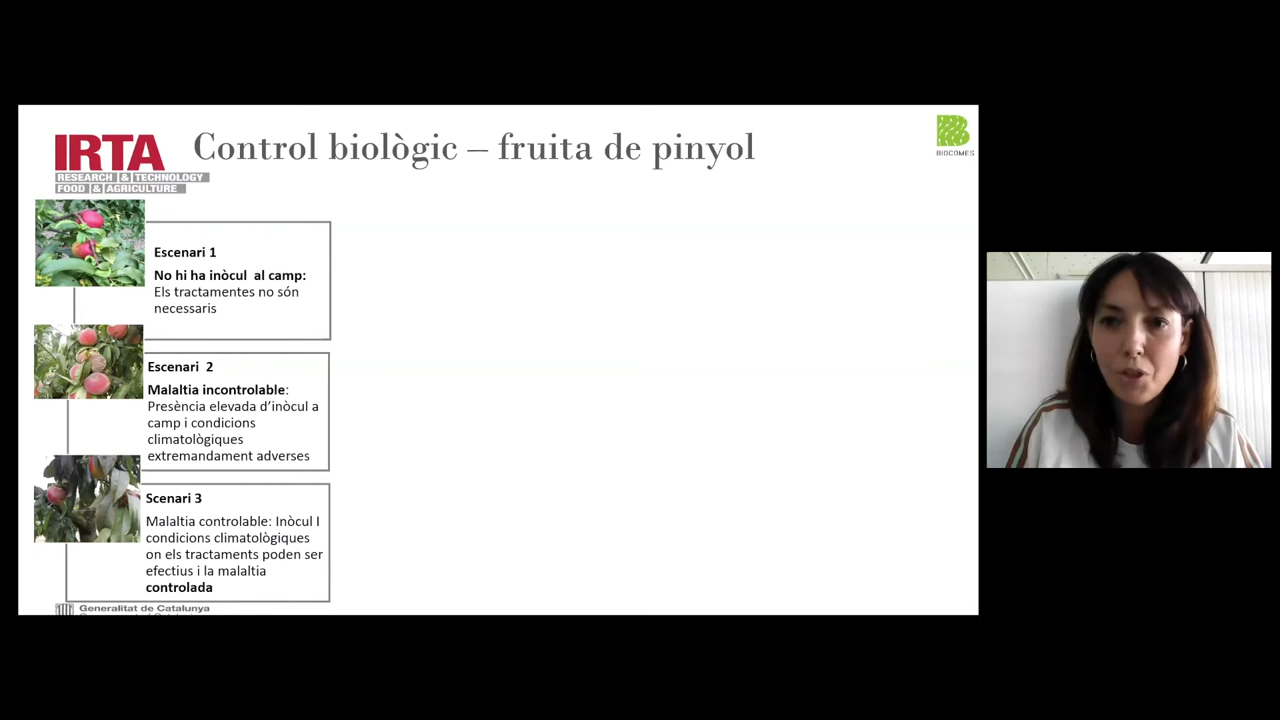 Control biològic – fruita de pinyol
IRTA
RESEARCH & TECHNOLOGY
FOOD & AGRICULTURE
BIOCOMES
Escenari 1
No hi ha inòcul al camp:
Els tractamentes no són
necessaris
Escenari 2
Malaltia incontrolable:
Presència elevada d'inòcul a
camp i condicions
climatològiques
extremandament adverses
Scenari 3
Malaltia controlable: Inòcul I
condicions climatològiques
on els tractaments poden ser
efectius i la malaltia
controlada
Generalitat de Catalunya